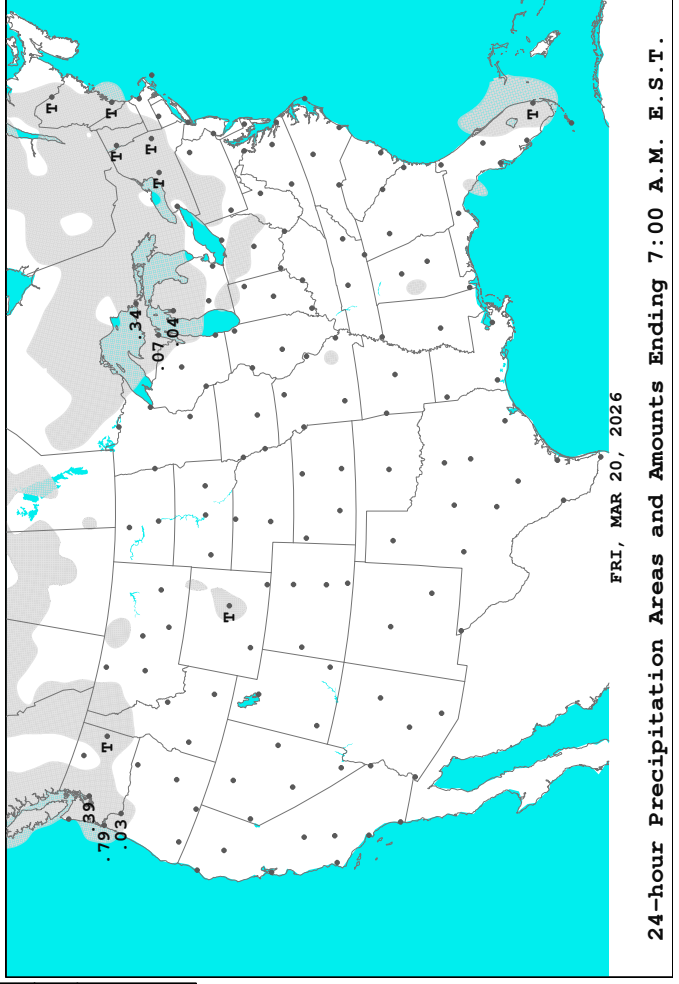 .79
.39
.03
T
T
.07
.34
.04
T
T
T
T
T
T
FRI, MAR 20, 2026
24-hour Precipitation Areas and Amounts Ending 7:00 A.M. E.S.T.